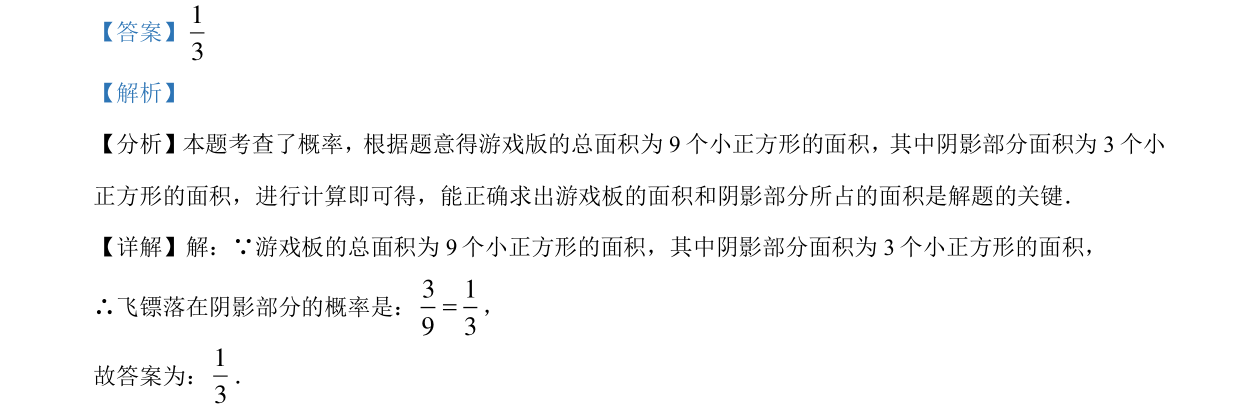 【答案】1/3
【解析】
【分析】本题考查了概率，根据题意得游戏版的总面积为 9 个小正方形的面积，其中阴影部分面积为 3 个小
正方形的面积，进行计算即可得，能正确求出游戏板的面积和阴影部分所占的面积是解题的关键．
【详解】解：∵游戏板的总面积为 9 个小正方形的面积，其中阴影部分面积为 3 个小正方形的面积，
∴飞镖落在阴影部分的概率是：3/9=1/3，
故答案为：1/3．